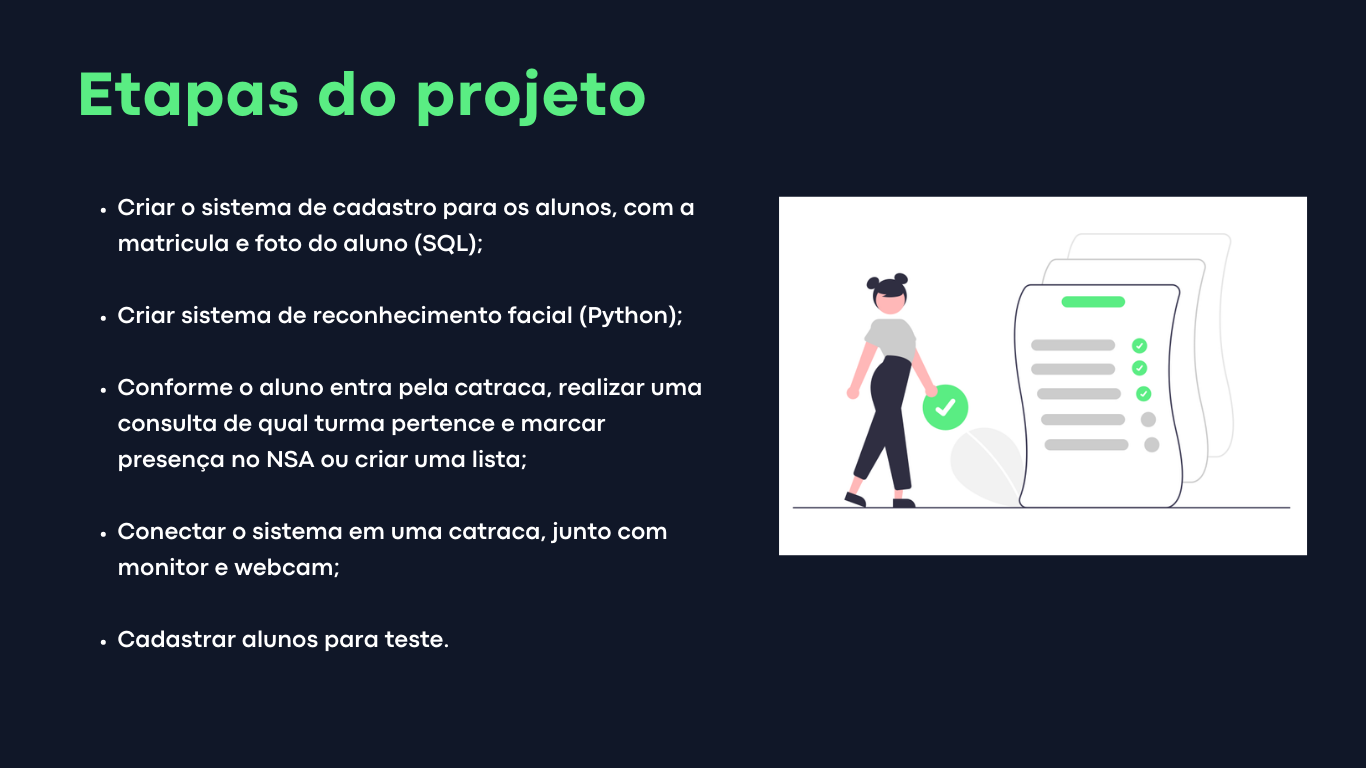 Etapas do projeto
• Criar o sistema de cadastro para os alunos, com a
matricula e foto do aluno (SQL);
• Criar sistema de reconhecimento facial (Python);
• Conforme o aluno entra pela catraca, realizar uma
consulta de qual turma pertence e marcar
presença no NSA ou criar uma lista;
• Conectar o sistema em uma catraca, junto com
monitor e webcam;
• Cadastrar alunos para teste.